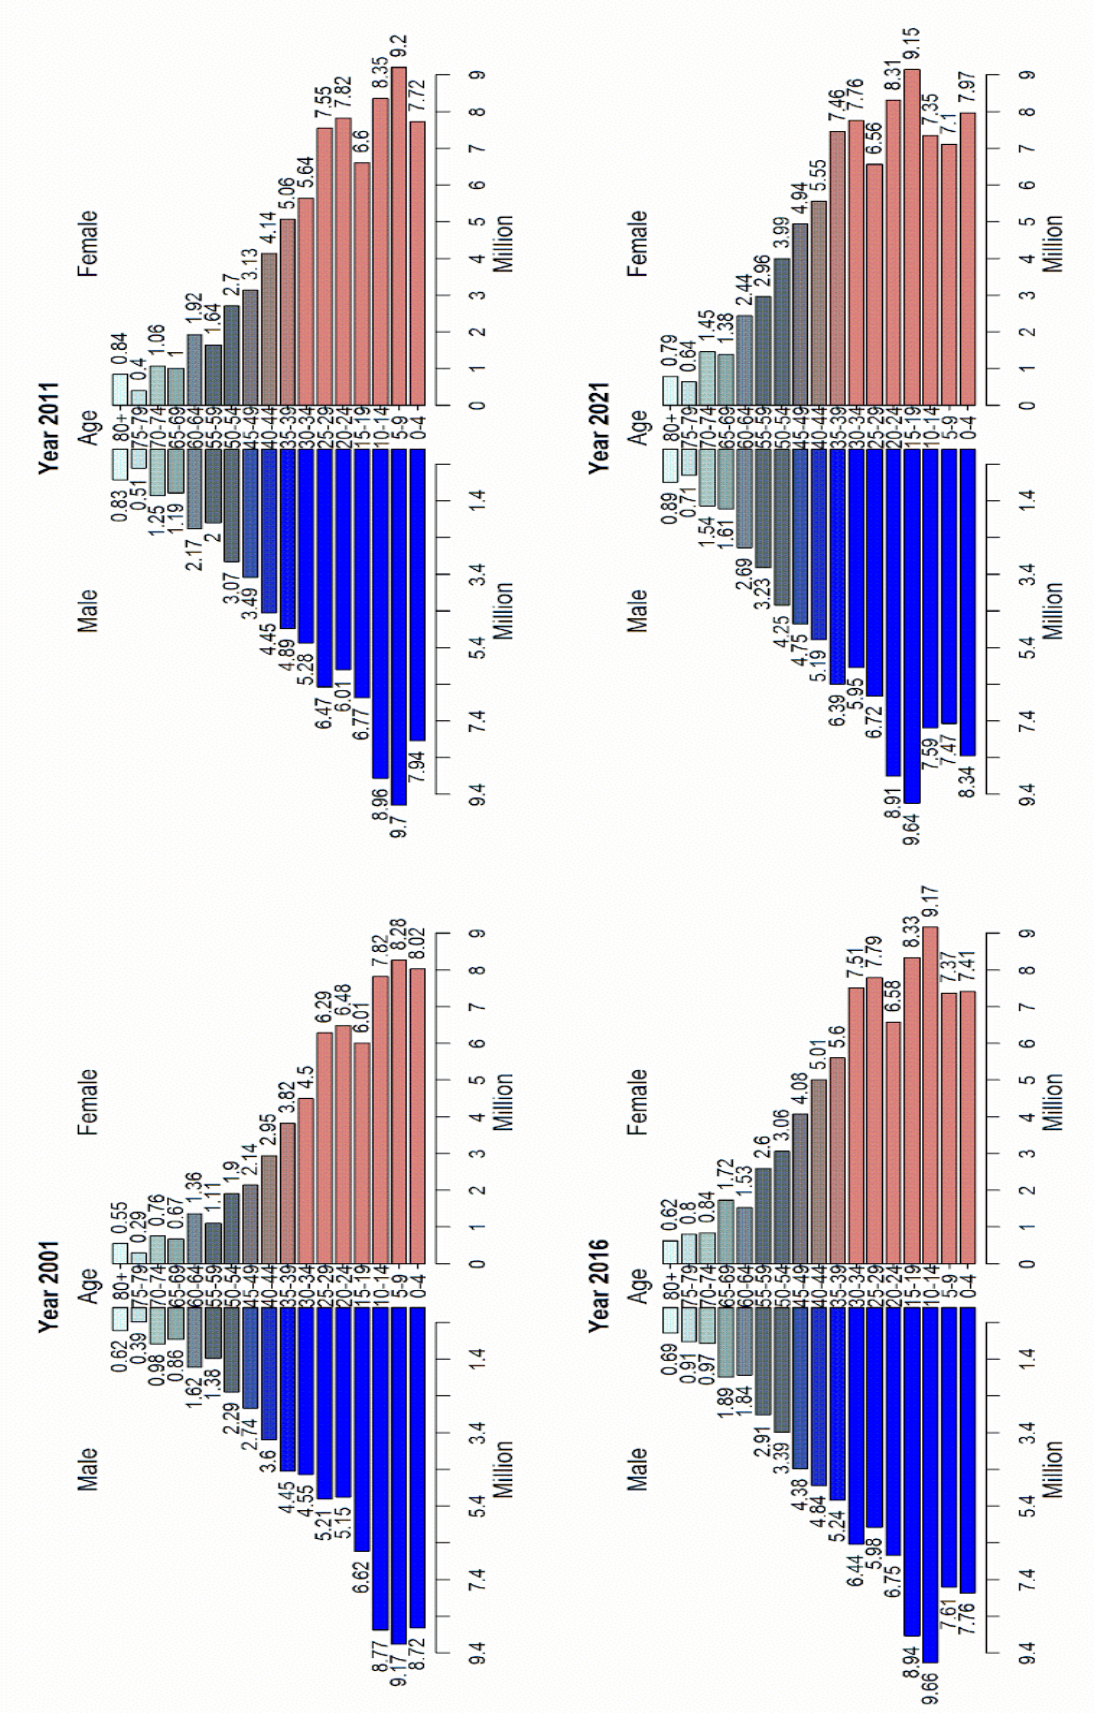 Year 2001
Male Age Female
0.62 80+ 0.55
0.39 75-79 0.29
0.98 70-74 0.76
0.86 65-69 0.67
1.62 60-64 1.36
1.38 55-59 1.11
2.29 50-54 1.9
2.74 45-49 2.14
3.6 40-44 2.95
4.45 35-39 3.82
4.55 30-34 4.5
5.21 25-29 6.29
5.15 20-24 6.48
6.62 15-19 6.01
8.77 10-14 7.82
9.17 5-9 8.28
8.72 0-4 8.02
9.4 7.4 5.4 3.4 1.4 0 1 2 3 4 5 6 7 8 9
Million Million
Year 2011
Male Age Female
0.83 80+ 0.84
0.51 75-79 0.4
1.25 70-74 1.06
1.19 65-69 1
2.17 60-64 1.92
2 55-59 1.64
3.07 50-54 2.7
3.49 45-49 3.13
4.45 40-44 4.14
4.89 35-39 5.06
5.28 30-34 5.64
6.47 25-29 7.55
6.01 20-24 7.82
6.77 15-19 6.6
8.96 10-14 8.35
9.7 5-9 9.2
7.94 0-4 7.72
9.4 7.4 5.4 3.4 1.4 0 1 2 3 4 5 6 7 8 9
Million Million
Year 2016
Male Age Female
0.69 80+ 0.62
0.91 75-79 0.8
0.97 70-74 0.84
1.89 65-69 1.72
1.84 60-64 1.53
2.91 55-59 2.6
3.39 50-54 3.06
4.38 45-49 4.08
4.84 40-44 5.01
5.24 35-39 5.6
6.44 30-34 7.51
5.98 25-29 7.79
6.75 20-24 6.58
8.94 15-19 8.33
9.66 10-14 9.17
7.61 5-9 7.37
7.76 0-4 7.41
9.4 7.4 5.4 3.4 1.4 0 1 2 3 4 5 6 7 8 9
Million Million
Year 2021
Male Age Female
0.89 80+ 0.79
0.71 75-79 0.64
1.54 70-74 1.45
1.61 65-69 1.38
2.69 60-64 2.44
3.23 55-59 2.96
4.25 50-54 3.99
4.75 45-49 4.94
5.19 40-44 5.55
6.39 35-39 7.46
5.95 30-34 7.76
6.72 25-29 6.56
8.91 20-24 8.31
9.64 15-19 9.15
7.59 10-14 7.35
7.47 5-9 7.1
8.34 0-4 7.97
9.4 7.4 5.4 3.4 1.4 0 1 2 3 4 5 6 7 8 9
Million Million